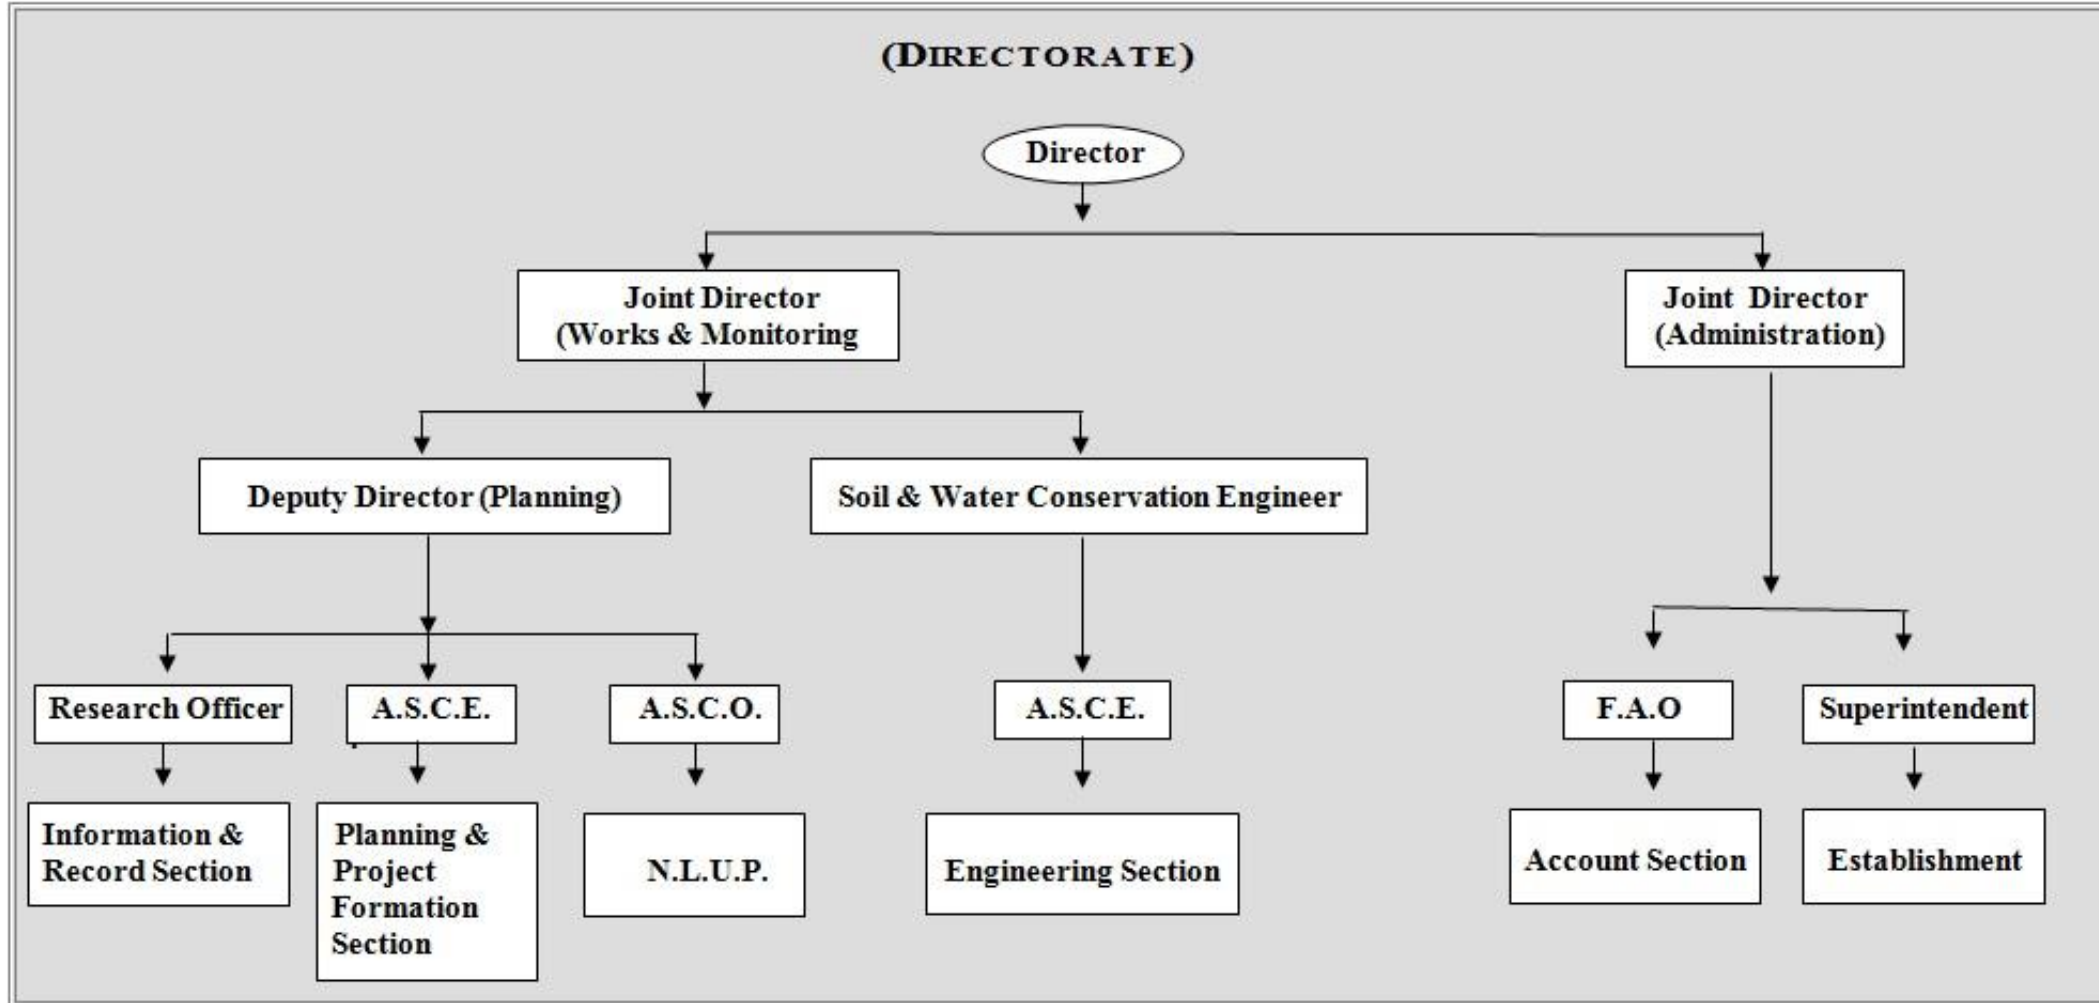 (DIRECTORATE)
Director
Joint Director
(Works & Monitoring
Joint Director
(Administration)
Deputy Director (Planning)
Soil & Water Conservation Engineer
Research Officer
A.S.C.E.
A.S.C.O.
A.S.C.E.
F.A.O
Superintendent
Information &
Record Section
Planning &
Project
Formation
Section
N.L.U.P.
Engineering Section
Account Section
Establishment